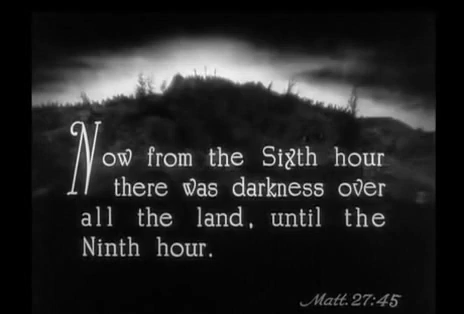 Now from the Sixth hour
there was darkness over
all the land, until the
Ninth hour.
Matt. 27:45